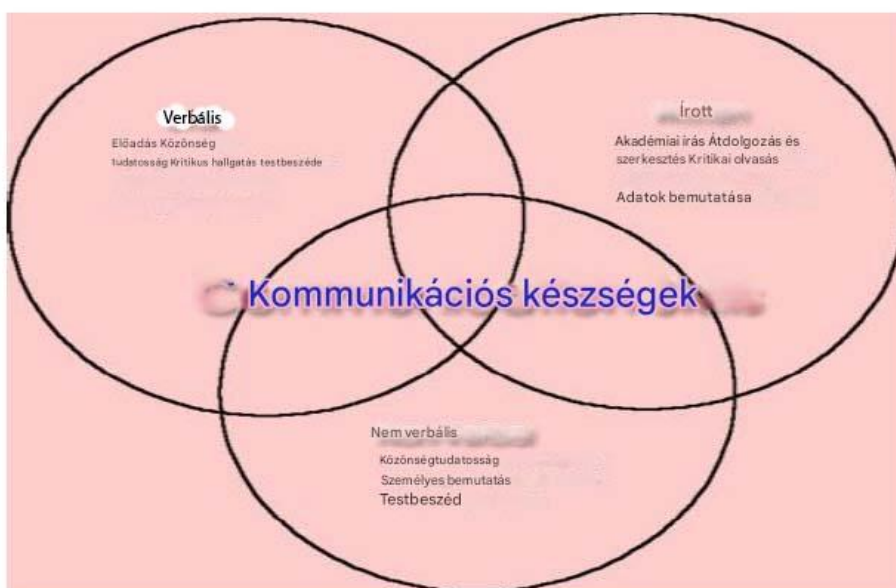 Verbális
Előadás Közönség
tudatosság Kritikus hallgatás testbeszéde
Írott
Akadémiai írás Átdolgozás és
szerkesztés Kritikai olvasás
Adatok bemutatása
Kommunikációs készségek
Nem verbális
Közönségtudatosság
Személyes bemutatás
Testbeszéd